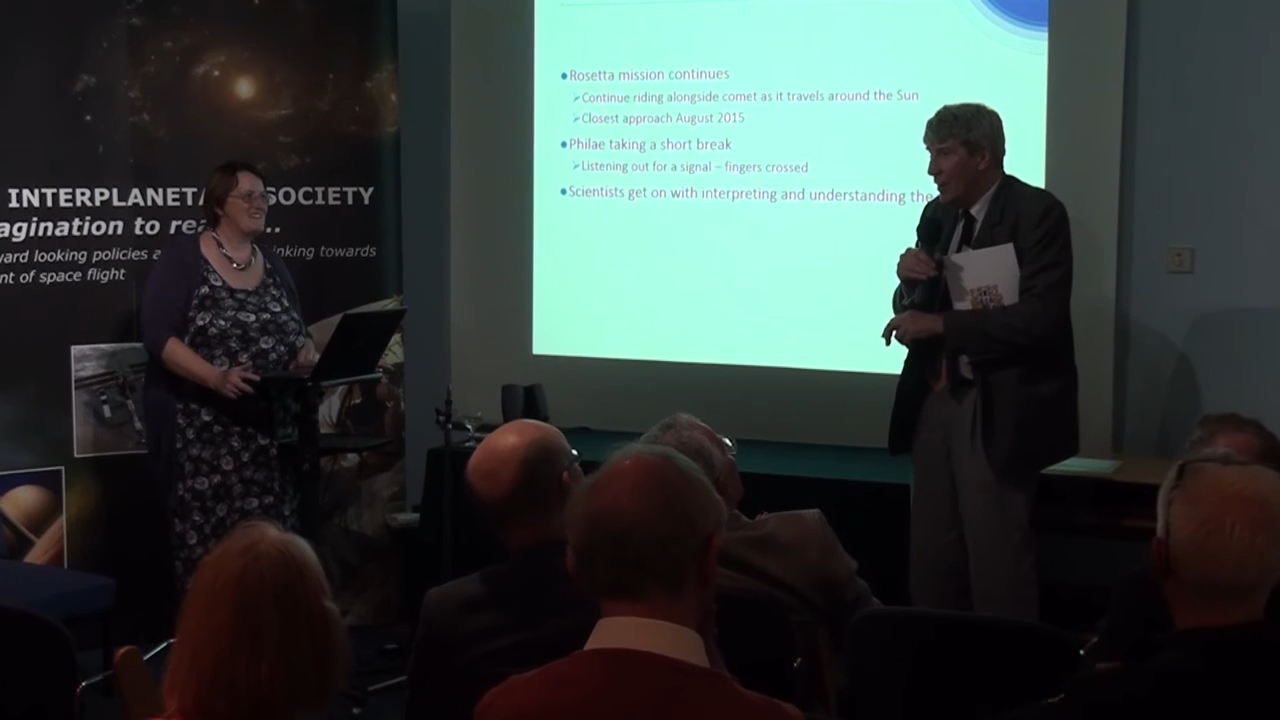 INTERPLANETA SOCIETY
agination to rea ..
ard looking policies a inking towards
nt of space flight
Rosetta mission continues
Continue riding alongside comet as it travels around the Sun
Closest approach August 2015
Philae taking a short break
Listening out for a signal – fingers crossed
Scientists get on with interpreting and understanding the